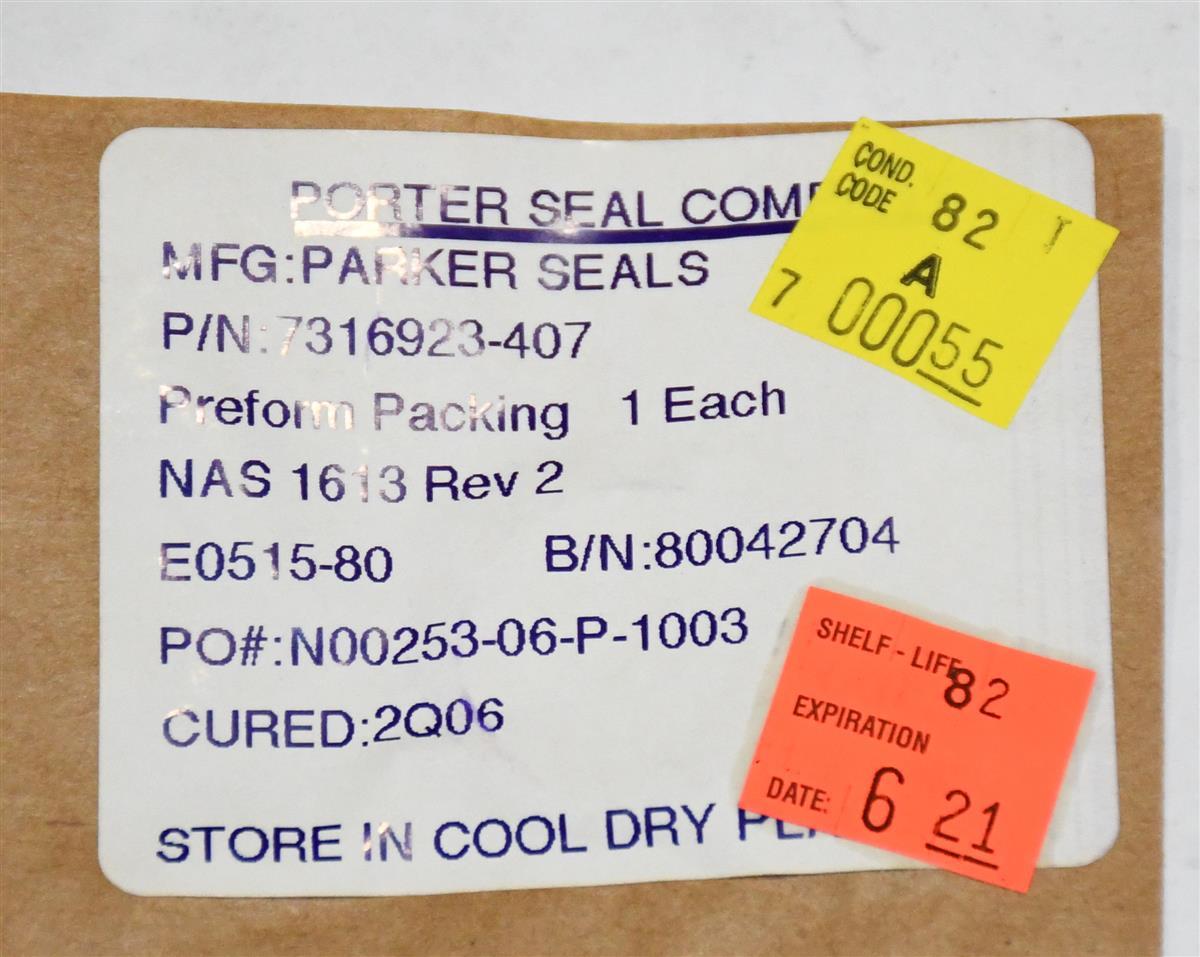 PORTER SEAL COMP
MFG:PARKER SEALS
P/N:7316923-407
Preform Packing 1 Each
NAS 1613 Rev 2
E0515-80 B/N:80042704
PO#:N00253-06-P-1003
CURED:2Q06
STORE IN COOL DRY PLA
COND.
CODE 82 T
A
7 00055
SHELF - LIFE 82
EXPIRATION
DATE: 6 21